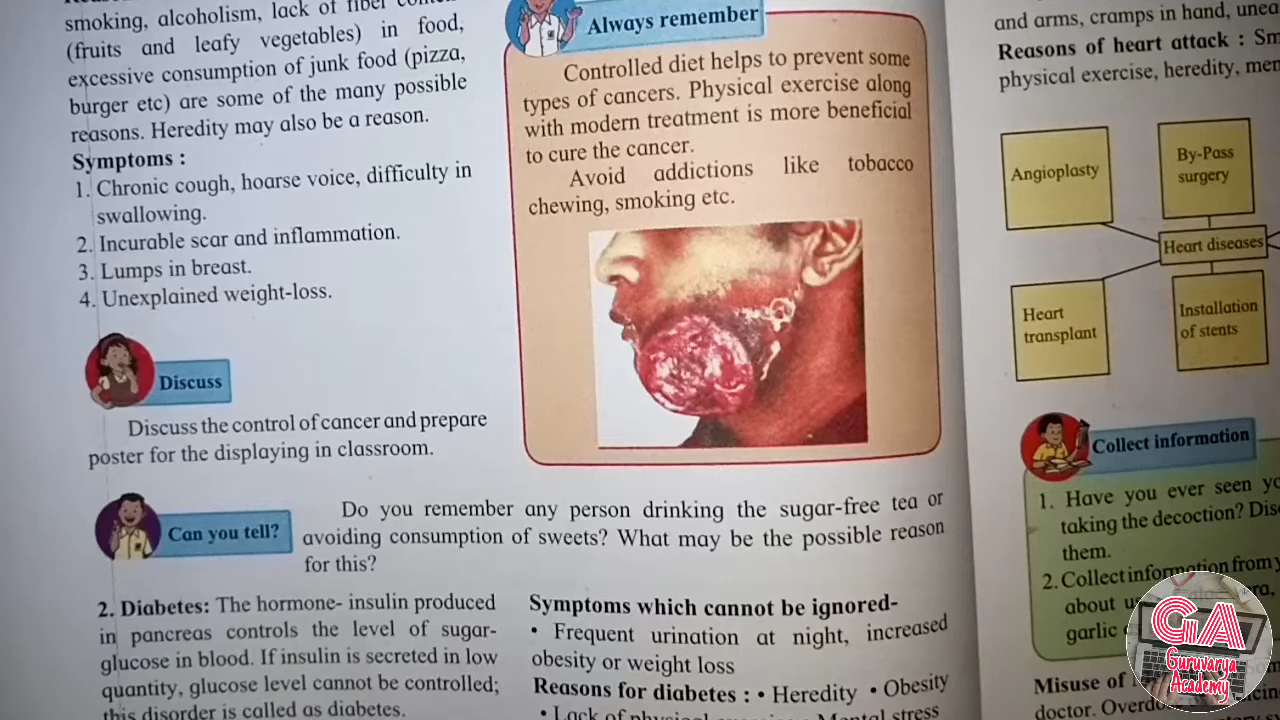 smoking, alcoholism, lack of fiber
(fruits and leafy vegetables) in food,
excessive consumption of junk food (pizza,
burger etc) are some of the many possible
reasons. Heredity may also be a reason.
Symptoms :
1. Chronic cough, hoarse voice, difficulty in
swallowing.
2. Incurable scar and inflammation.
3. Lumps in breast.
4. Unexplained weight-loss.
Discuss
Discuss the control of cancer and prepare
poster for the displaying in classroom.
Always remember
Controlled diet helps to prevent some
types of cancers. Physical exercise along
with modern treatment is more beneficial
to cure the cancer.
Avoid addictions like tobacco
chewing, smoking etc.
Can you tell?
Do you remember any person drinking the sugar-free tea or
avoiding consumption of sweets? What may be the possible reason
for this?
2. Diabetes: The hormone- insulin produced
in pancreas controls the level of sugar-
glucose in blood. If insulin is secreted in low
quantity, glucose level cannot be controlled;
this disorder is called as diabetes.
Symptoms which cannot be ignored-
• Frequent urination at night, increased
obesity or weight loss
Reasons for diabetes : • Heredity • Obesity
• Lack of • Mental stress
and arms, cramps in hand,
Reasons of heart attack :
physical exercise, heredity,
Angioplasty
By-Pass
surgery
Heart diseases
Heart
transplant
Installation
of stents
Collect information
1. Have you ever seen
taking the decoction?
them.
2. Collect information from
about
garlic
Misuse of
doctor.
GA
Guruvarya
Academy